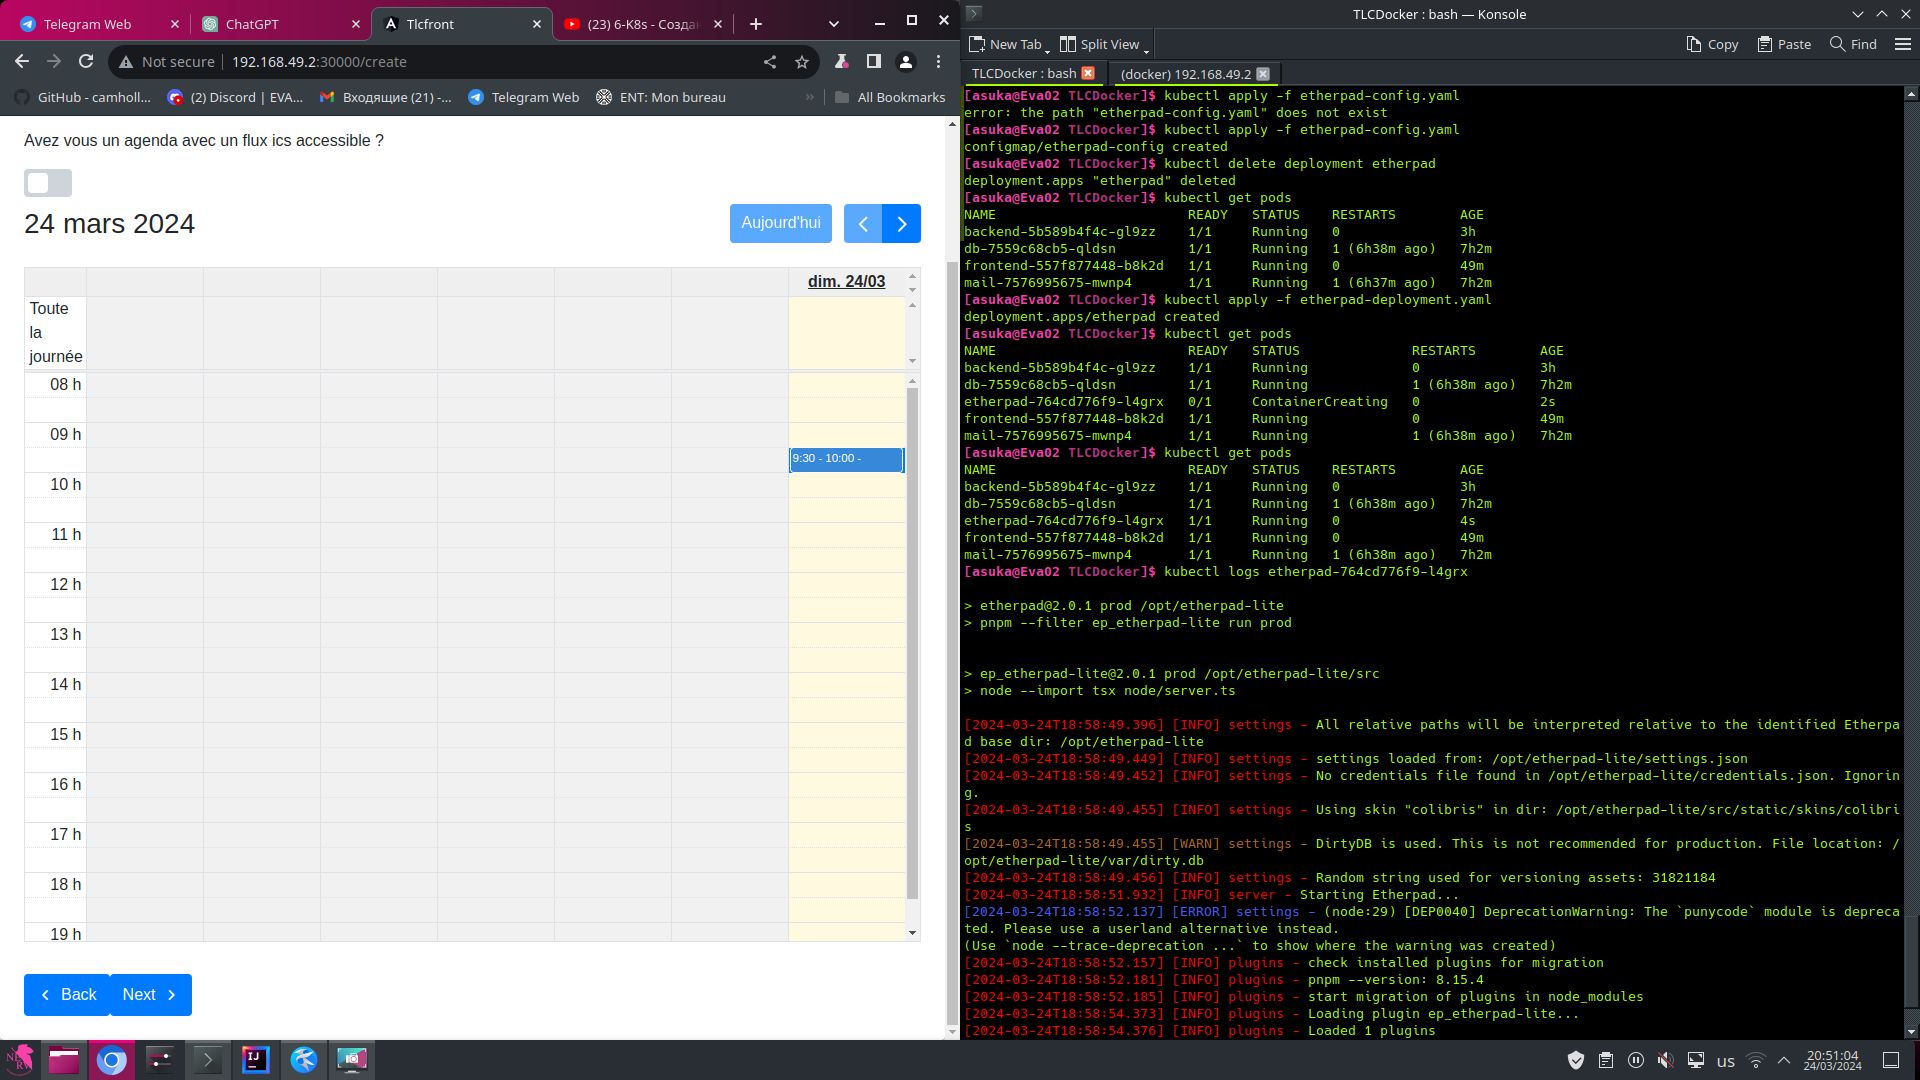 Telegram Web
ChatGPT
Tlcfront
(23) 6-K8s - Создан
Not secure
192.168.49.2:30000/create
GitHub - camholl...
(2) Discord | EVA...
Входящие (21) -...
Telegram Web
ENT: Mon bureau
»
All Bookmarks
Avez vous un agenda avec un flux ics accessible ?
24 mars 2024
Aujourd'hui
dim. 24/03
Toute
la
journée
08 h
09 h
9:30 - 10:00 -
10 h
11 h
12 h
13 h
14 h
15 h
16 h
17 h
18 h
19 h
Back
Next
TLCDocker : bash — Konsole
New Tab
Split View
Copy
Paste
Find
TLCDocker : bash
(docker) 192.168.49.2
[asuka@Eva02 TLCDocker]$ kubectl apply -f etherpad-config.yaml
error: the path "etherpad-config.yaml" does not exist
[asuka@Eva02 TLCDocker]$ kubectl apply -f etherpad-config.yaml
configmap/etherpad-config created
[asuka@Eva02 TLCDocker]$ kubectl delete deployment etherpad
deployment.apps "etherpad" deleted
[asuka@Eva02 TLCDocker]$ kubectl get pods
NAME READY STATUS RESTARTS AGE
backend-5b589b4f4c-gl9zz 1/1 Running 0 3h
db-7559c68cb5-qldsn 1/1 Running 1 (6h38m ago) 7h2m
frontend-557f877448-b8k2d 1/1 Running 0 49m
mail-7576995675-mwnp4 1/1 Running 1 (6h37m ago) 7h2m
[asuka@Eva02 TLCDocker]$ kubectl apply -f etherpad-deployment.yaml
deployment.apps/etherpad created
[asuka@Eva02 TLCDocker]$ kubectl get pods
NAME READY STATUS RESTARTS AGE
backend-5b589b4f4c-gl9zz 1/1 Running 0 3h
db-7559c68cb5-qldsn 1/1 Running 1 (6h38m ago) 7h2m
etherpad-764cd776f9-l4grx 0/1 ContainerCreating 0 2s
frontend-557f877448-b8k2d 1/1 Running 0 49m
mail-7576995675-mwnp4 1/1 Running 1 (6h38m ago) 7h2m
[asuka@Eva02 TLCDocker]$ kubectl get pods
NAME READY STATUS RESTARTS AGE
backend-5b589b4f4c-gl9zz 1/1 Running 0 3h
db-7559c68cb5-qldsn 1/1 Running 1 (6h38m ago) 7h2m
etherpad-764cd776f9-l4grx 1/1 Running 0 4s
frontend-557f877448-b8k2d 1/1 Running 0 49m
mail-7576995675-mwnp4 1/1 Running 1 (6h38m ago) 7h2m
[asuka@Eva02 TLCDocker]$ kubectl logs etherpad-764cd776f9-l4grx
> etherpad@2.0.1 prod /opt/etherpad-lite
> pnpm --filter ep_etherpad-lite run prod
> ep_etherpad-lite@2.0.1 prod /opt/etherpad-lite/src
> node --import tsx node/server.ts
[2024-03-24T18:58:49.396] [INFO] settings - All relative paths will be interpreted relative to the identified Etherpa
d base dir: /opt/etherpad-lite
[2024-03-24T18:58:49.449] [INFO] settings - settings loaded from: /opt/etherpad-lite/settings.json
[2024-03-24T18:58:49.452] [INFO] settings - No credentials file found in /opt/etherpad-lite/credentials.json. Ignorin
g.
[2024-03-24T18:58:49.455] [INFO] settings - Using skin "colibris" in dir: /opt/etherpad-lite/src/static/skins/colibri
s
[2024-03-24T18:58:49.455] [WARN] settings - DirtyDB is used. This is not recommended for production. File location: /
opt/etherpad-lite/var/dirty.db
[2024-03-24T18:58:49.456] [INFO] settings - Random string used for versioning assets: 31821184
[2024-03-24T18:58:51.932] [INFO] server - Starting Etherpad...
[2024-03-24T18:58:52.137] [ERROR] settings - (node:29) [DEP0040] DeprecationWarning: The `punycode` module is depreca
ted. Please use a userland alternative instead.
(Use `node --trace-deprecation ...` to show where the warning was created)
[2024-03-24T18:58:52.157] [INFO] plugins - check installed plugins for migration
[2024-03-24T18:58:52.181] [INFO] plugins - pnpm --version: 8.15.4
[2024-03-24T18:58:52.185] [INFO] plugins - start migration of plugins in node_modules
[2024-03-24T18:58:54.373] [INFO] plugins - Loading plugin ep_etherpad-lite...
[2024-03-24T18:58:54.376] [INFO] plugins - Loaded 1 plugins
us
20:51:04
24/03/2024